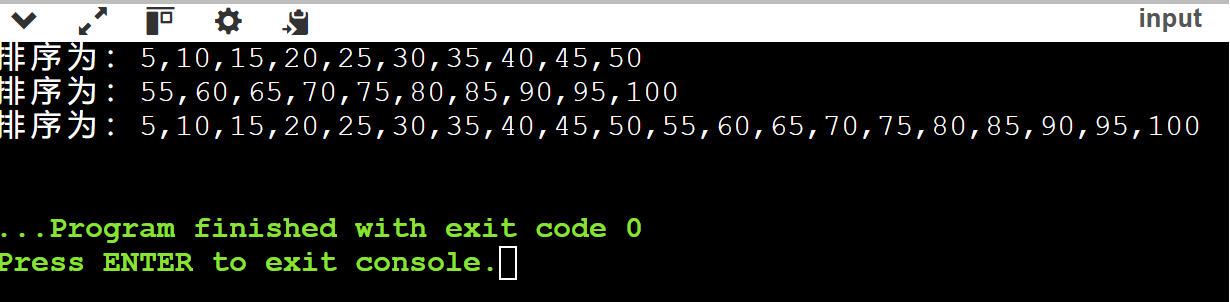 input
排序为: 5,10,15,20,25,30,35,40,45,50
排序为: 55,60,65,70,75,80,85,90,95,100
排序为: 5,10,15,20,25,30,35,40,45,50,55,60,65,70,75,80,85,90,95,100
...Program finished with exit code 0
Press ENTER to exit console.